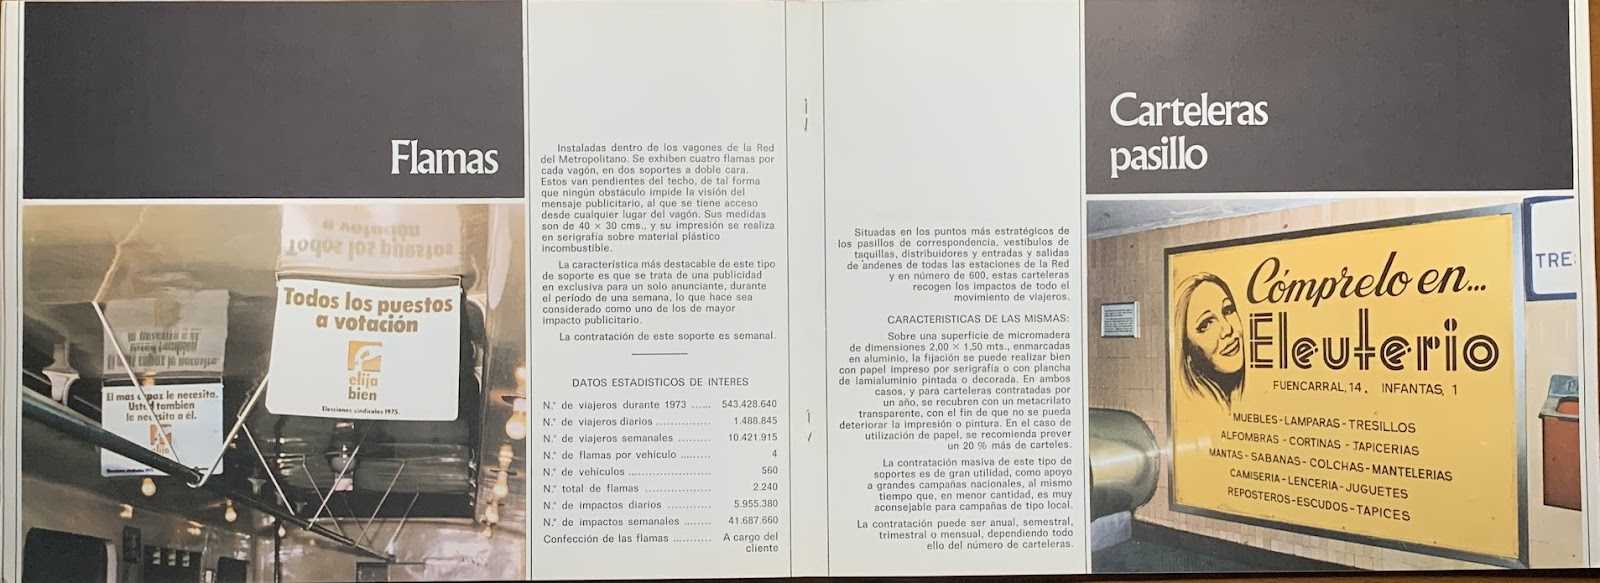 Flamas
a votación
Todos los puestos
Todos los puestos
a votación
elija
bien
Elecciones sindicales 1975.
El mas capaz le necesita.
Usted tambien
le necesita a él.
elija
Instaladas dentro de los vagones de la Red
del Metropolitano. Se exhiben cuatro flamas por
cada vagón, en dos soportes a doble cara.
Estos van pendientes del techo, de tal forma
que ningún obstáculo impide la visión del
mensaje publicitario, al que se tiene acceso
desde cualquier lugar del vagón. Sus medidas
son de 40 × 30 cms., y su impresión se realiza
en serigrafía sobre material plástico
incombustible.
La característica más destacable de este tipo
de soporte es que se trata de una publicidad
en exclusiva para un solo anunciante, durante
el período de una semana, lo que hace sea
considerado como uno de los de mayor
impacto publicitario.
La contratación de este soporte es semanal.
DATOS ESTADISTICOS DE INTERES
N.° de viajeros durante 1973 ...... 543.428.640
N.° de viajeros diarios ............... 1.488.845
N.° de viajeros semanales ......... 10.421.915
N.° de flamas por vehículo ........ 4
N.° de vehículos ...................... 560
N.° total de flamas .................. 2.240
N.° de impactos diarios ............ 5.955.380
N.° de impactos semanales ........ 41.687.660
Confección de las flamas ........... A cargo del
cliente
Carteleras
pasillo
Situadas en los puntos más estratégicos de
los pasillos de correspondencia, vestíbulos de
taquillas, distribuidores y entradas y salidas
de andenes de todas las estaciones de la Red
y en número de 600, estas carteleras
recogen los impactos de todo el
movimiento de viajeros.
CARACTERISTICAS DE LAS MISMAS:
Sobre una superficie de micromadera
de dimensiones 2,00 × 1,50 mts., enmarcadas
en aluminio, la fijación se puede realizar bien
con papel impreso por serigrafía o con plancha
de lamialuminio pintada o decorada. En ambos
casos, y para carteleras contratadas por
un año, se recubren con un metacrilato
transparente, con el fin de que no se pueda
deteriorar la impresión o pintura. En el caso de
utilización de papel, se recomienda prever
un 20 % más de carteles.
La contratación masiva de este tipo de
soportes es de gran utilidad, como apoyo
a grandes campañas nacionales, al mismo
tiempo que, en menor cantidad, es muy
aconsejable para campañas de tipo local.
La contratación puede ser anual, semestral,
trimestral o mensual, dependiendo todo
ello del número de carteleras.
Cómprelo en...
Eleuterio
FUENCARRAL, 14. INFANTAS, 1
MUEBLES-LAMPARAS-TRESILLOS
ALFOMBRAS-CORTINAS-TAPICERIAS
MANTAS-SABANAS-COLCHAS-MANTELERIAS
CAMISERIA-LENCERIA-JUGUETES
REPOSTEROS-ESCUDOS-TAPICES
TRES